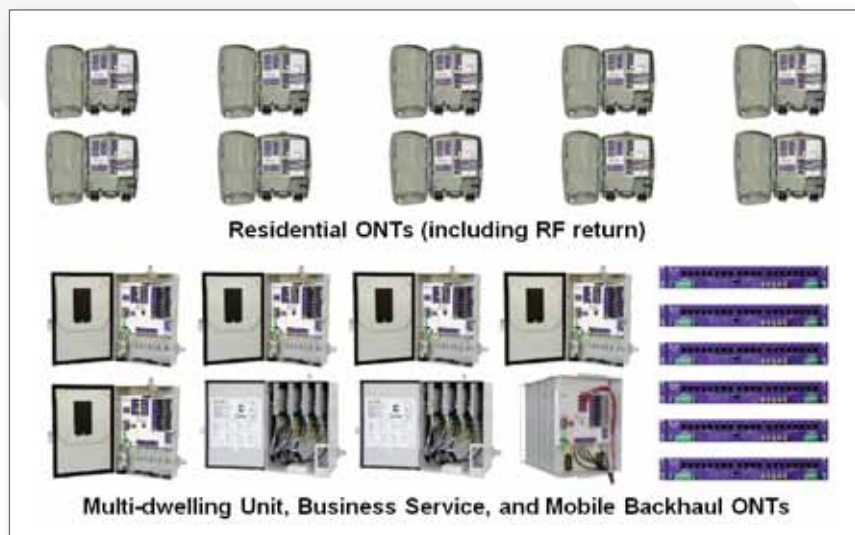 Residential ONTs (including RF return)
Multi-dwelling Unit, Business Service, and Mobile Backhaul ONTs